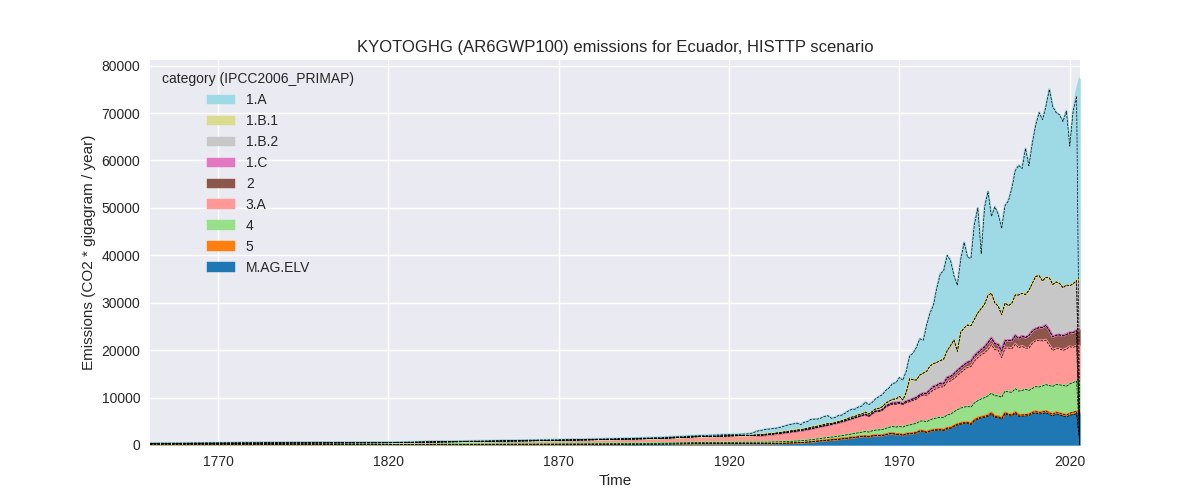 KYOTOGHG (AR6GWP100) emissions for Ecuador, HISTTP scenario
80000
70000
60000
50000
40000
30000
20000
10000
0
Emissions (CO2 * gigagram / year)
category (IPCC2006_PRIMAP)
1.A
1.B.1
1.B.2
1.C
2
3.A
4
5
M.AG.ELV
1770
1820
1870
1920
1970
2020
Time